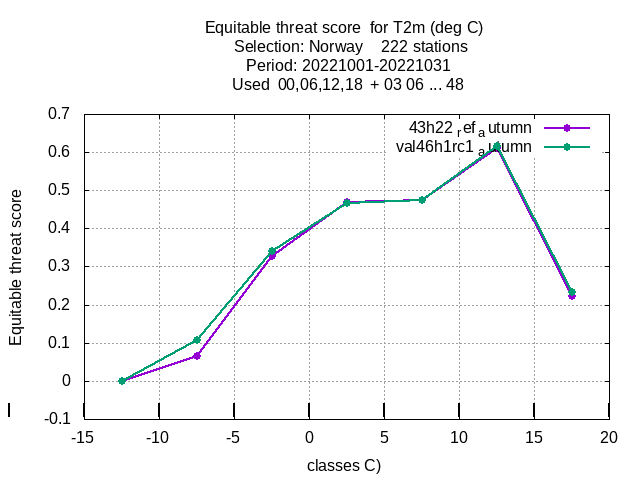 Equitable threat score for T2m (deg C)
Selection: Norway 222 stations
Period: 20221001-20221031
Used 00,06,12,18 + 03 06 ... 48
43h22 ref autumn
val46h1rc1 autumn
Equitable threat score
0.7
0.6
0.5
0.4
0.3
0.2
0.1
0
-0.1
-15 -10 -5 0 5 10 15 20
classes C)